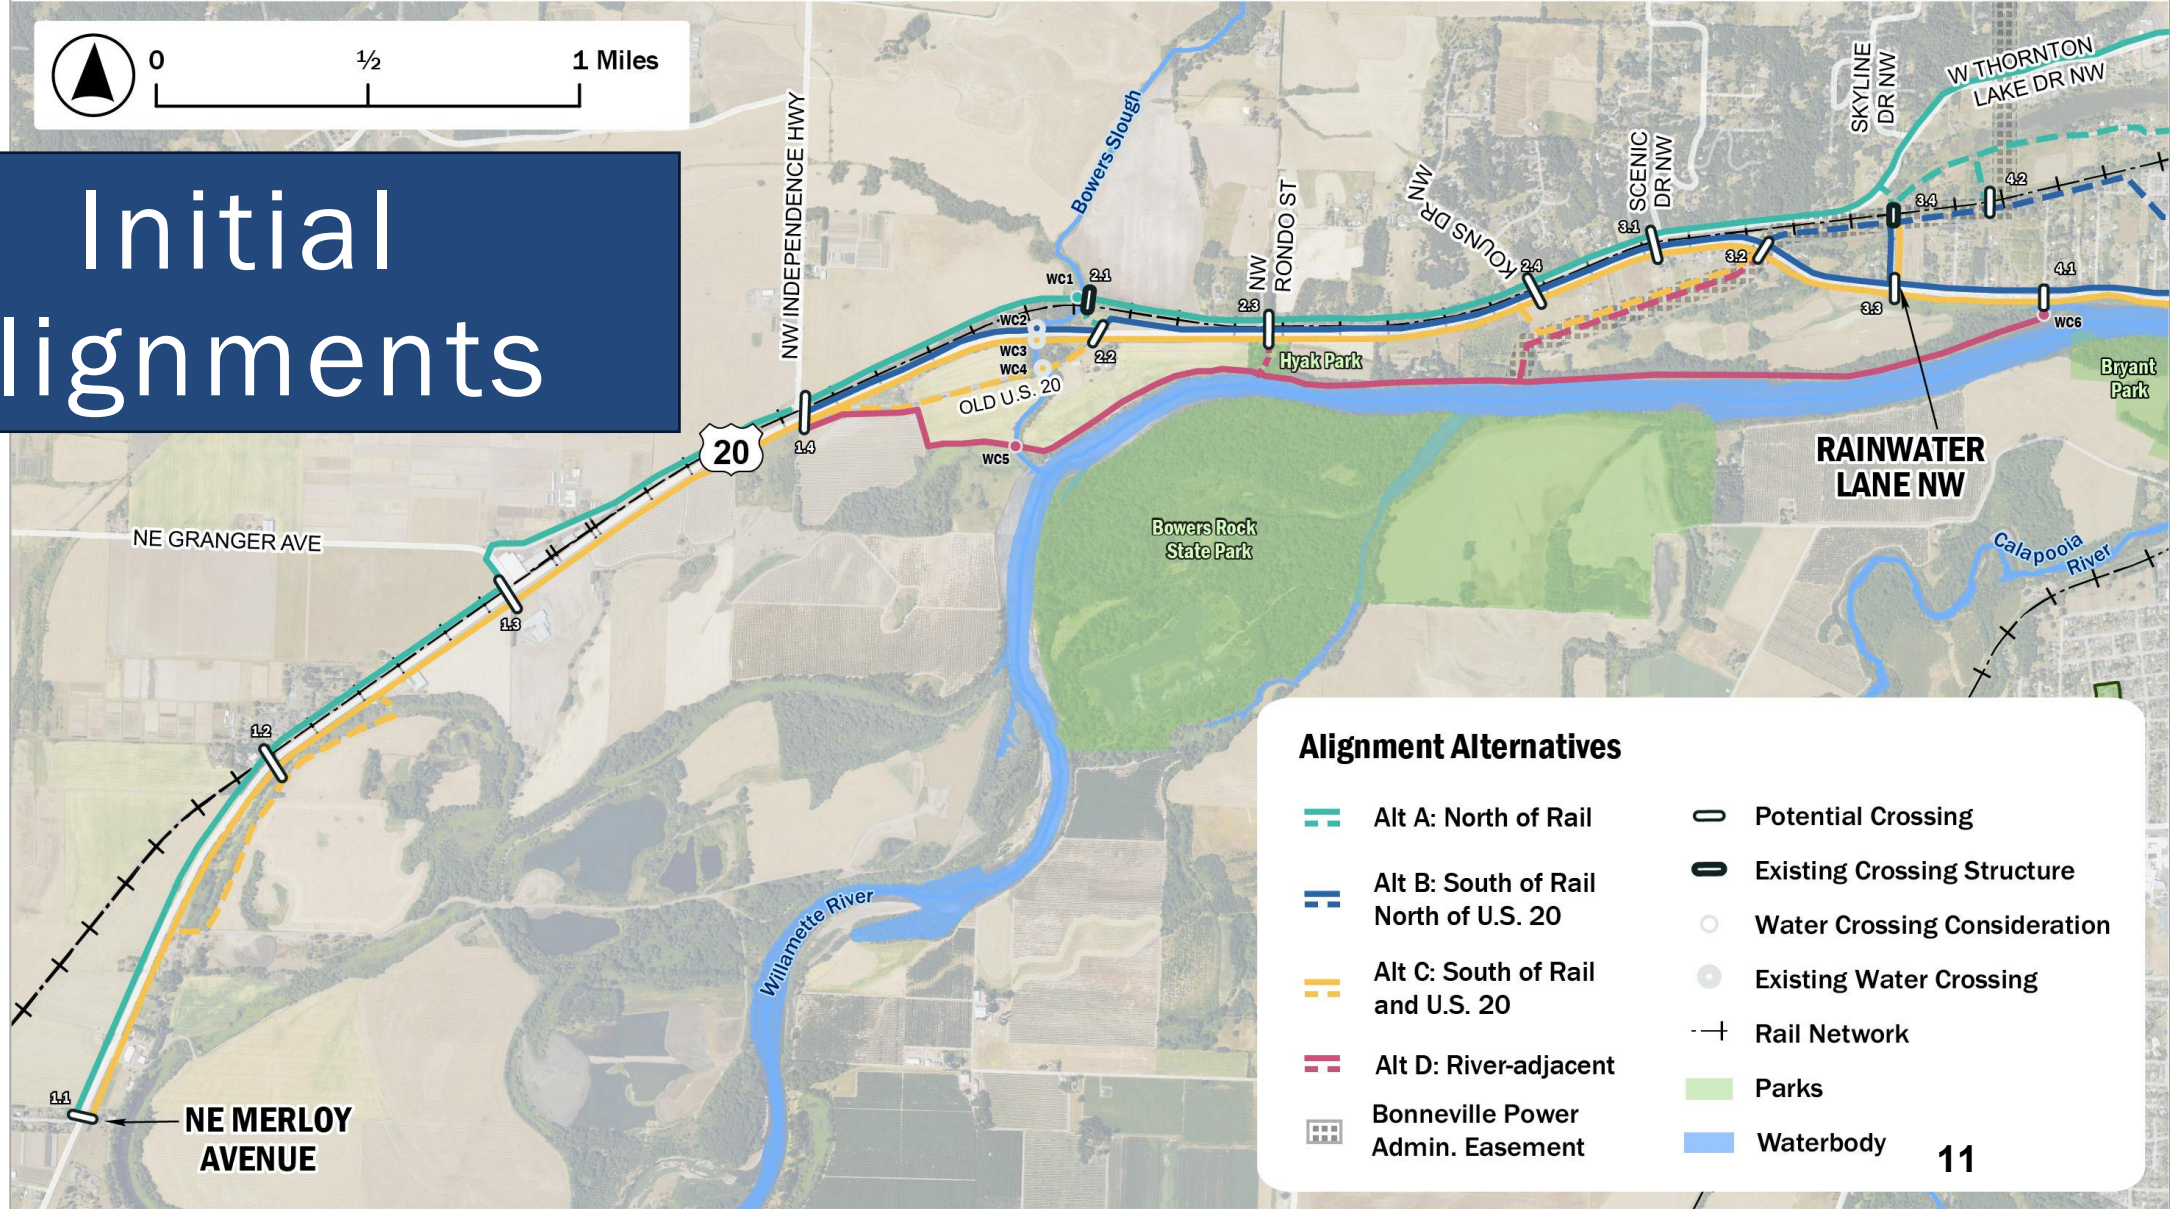 0 ½ 1 Miles
Initial
lignments
NW INDEPENDENCE HWY
Bowers Slough
NW
RONDO ST
KOUNS DR NW
SCENIC
DR NW
SKYLINE
DR NW
W THORNTON
LAKE DR NW
WC1
2.1
WC2
WC3
WC4
2.2
OLD U.S. 20
2.3
2.4
3.1
3.2
3.4
4.2
3.3
4.1
WC6
Hyak Park
Bryant
Park
RAINWATER
LANE NW
20
1.4
WC5
NE GRANGER AVE
1.3
Bowers Rock
State Park
Calapooia
River
1.2
Willamette River
1.1
NE MERLOY
AVENUE
Alignment Alternatives
Alt A: North of Rail
Alt B: South of Rail
North of U.S. 20
Alt C: South of Rail
and U.S. 20
Alt D: River-adjacent
Bonneville Power
Admin. Easement
Potential Crossing
Existing Crossing Structure
Water Crossing Consideration
Existing Water Crossing
Rail Network
Parks
Waterbody
11